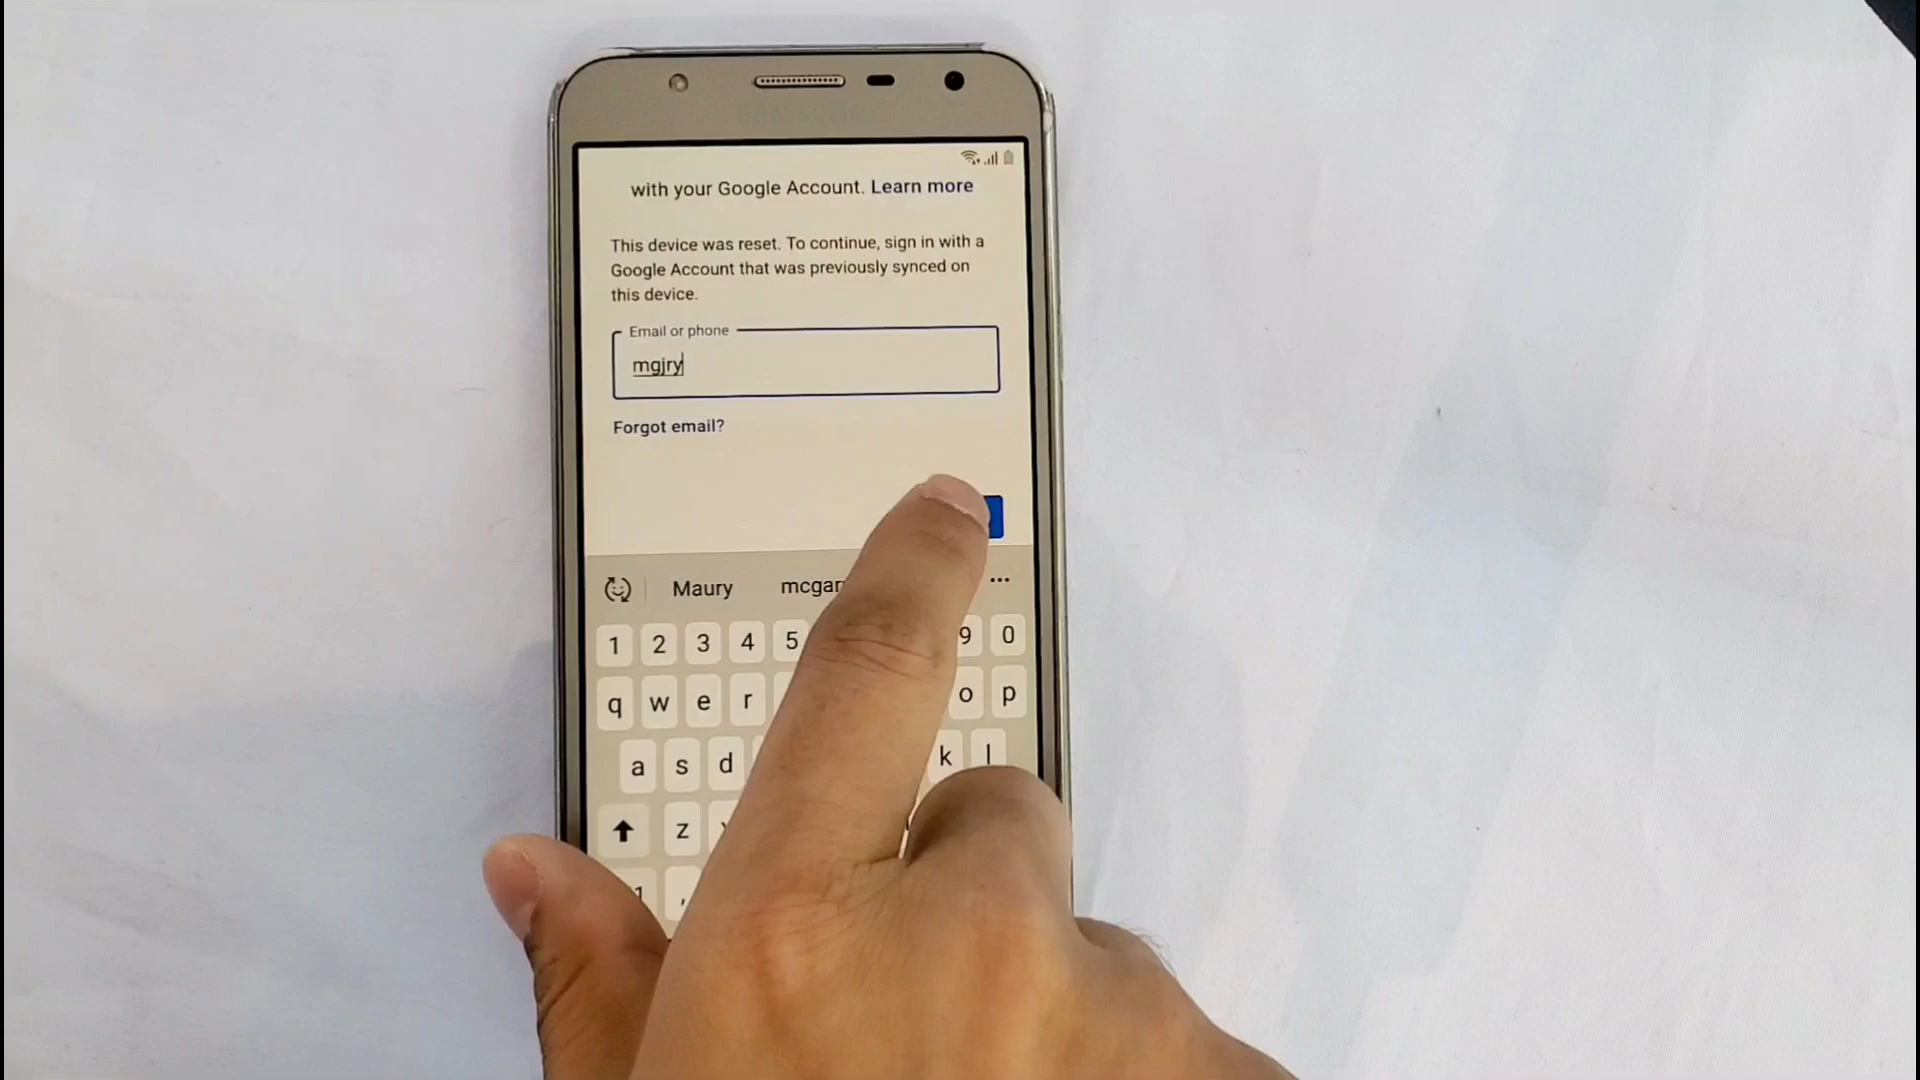 with your Google Account. Learn more
This device was reset. To continue, sign in with a
Google Account that was previously synced on
this device.
Email or phone
mgjry
Forgot email?
Maury
1 2 3 4 5 9 0
q w e r o p
a s d k l
z